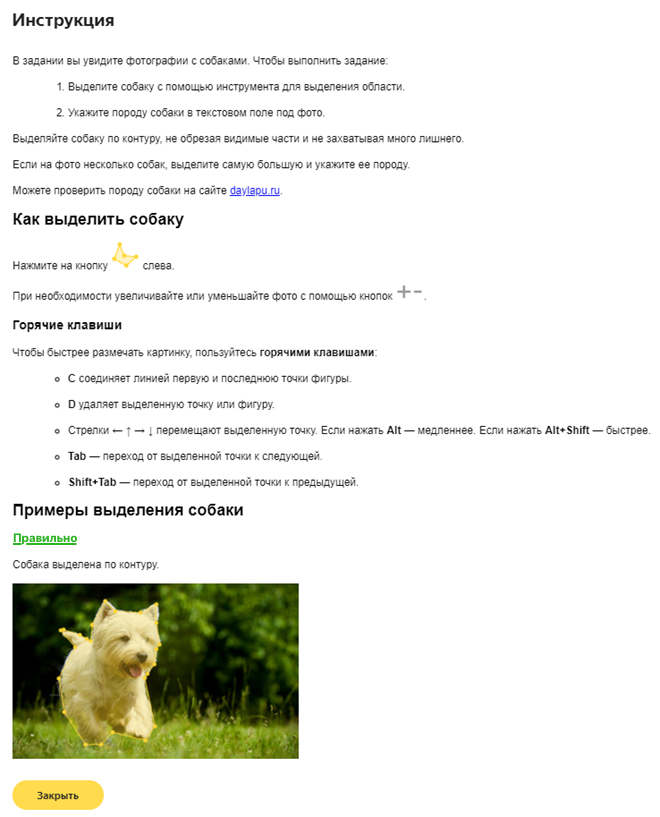 Инструкция
В задании вы увидите фотографии с собаками. Чтобы выполнить задание:
1. Выделите собаку с помощью инструмента для выделения области.
2. Укажите породу собаки в текстовом поле под фото.
Выделяйте собаку по контуру, не обрезая видимые части и не захватывая много лишнего.
Если на фото несколько собак, выделите самую большую и укажите ее породу.
Можете проверить породу собаки на сайте daylapu.ru.
Как выделить собаку
Нажмите на кнопку слева.
При необходимости увеличивайте или уменьшайте фото с помощью кнопок + - .
Горячие клавиши
Чтобы быстрее размечать картинку, пользуйтесь горячими клавишами:
C соединяет линией первую и последнюю точки фигуры.
D удаляет выделенную точку или фигуру.
Стрелки ← ↑ → ↓ перемещают выделенную точку. Если нажать Alt — медленнее. Если нажать Alt+Shift — быстрее.
Tab — переход от выделенной точки к следующей.
Shift+Tab — переход от выделенной точки к предыдущей.
Примеры выделения собаки
Правильно
Собака выделена по контуру.
Закрыть